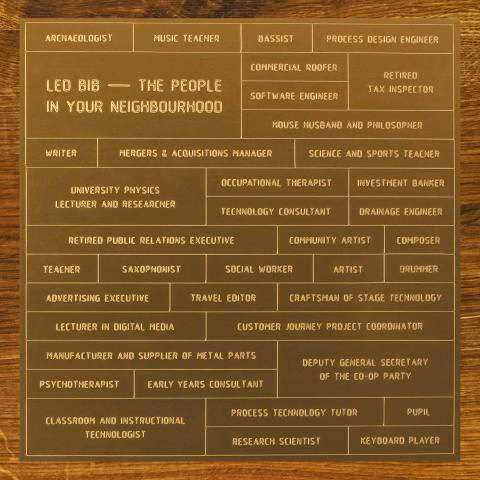 ARCHAEOLOGIST
MUSIC TEACHER
BASSIST
PROCESS DESIGN ENGINEER
LED BIB — THE PEOPLE
IN YOUR NEIGHBOURHOOD
COMMERCIAL ROOFER
RETIRED
TAX INSPECTOR
SOFTWARE ENGINEER
HOUSE HUSBAND AND PHILOSOPHER
WRITER
MERGERS & ACQUISITIONS MANAGER
SCIENCE AND SPORTS TEACHER
UNIVERSITY PHYSICS
LECTURER AND RESEARCHER
OCCUPATIONAL THERAPIST
INVESTMENT BANKER
TECHNOLOGY CONSULTANT
DRAINAGE ENGINEER
RETIRED PUBLIC RELATIONS EXECUTIVE
COMMUNITY ARTIST
COMPOSER
TEACHER
SAXOPHONIST
SOCIAL WORKER
ARTIST
DRUMMER
ADVERTISING EXECUTIVE
TRAVEL EDITOR
CRAFTSMAN OF STAGE TECHNOLOGY
LECTURER IN DIGITAL MEDIA
CUSTOMER JOURNEY PROJECT COORDINATOR
MANUFACTURER AND SUPPLIER OF METAL PARTS
DEPUTY GENERAL SECRETARY
OF THE CO-OP PARTY
PSYCHOTHERAPIST
EARLY YEARS CONSULTANT
CLASSROOM AND INSTRUCTIONAL
TECHNOLOGIST
PROCESS TECHNOLOGY TUTOR
PUPIL
RESEARCH SCIENTIST
KEYBOARD PLAYER